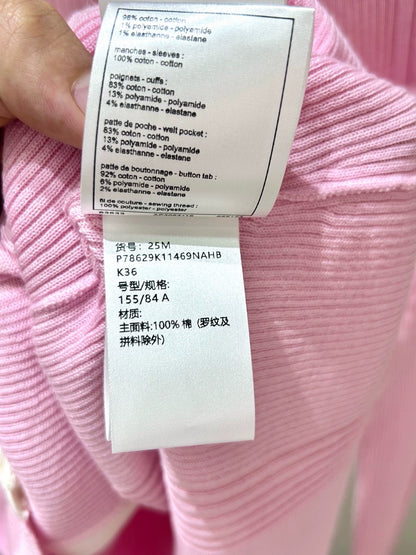 98% coton - cotton
1% polyamide - polyamide
1% elasthanne - elastane
manches - sleeves :
100% coton - cotton
poignets - cuffs :
83% coton - cotton
13% polyamide - polyamide
4% elasthanne - elastane
patte de poche - welt pocket :
83% coton - cotton
13% polyamide - polyamide
4% elasthanne - elastane
patte de boutonnage - button tab :
92% coton - cotton
6% polyamide - polyamide
2% elasthanne - elastane
fil de couture - sewing thread :
100% polyester - polyester
货号: 25M
P78629K11469NAHB
K36
号型/规格:
155/84 A
材质:
主面料:100% 棉 (罗纹及
拼料除外)